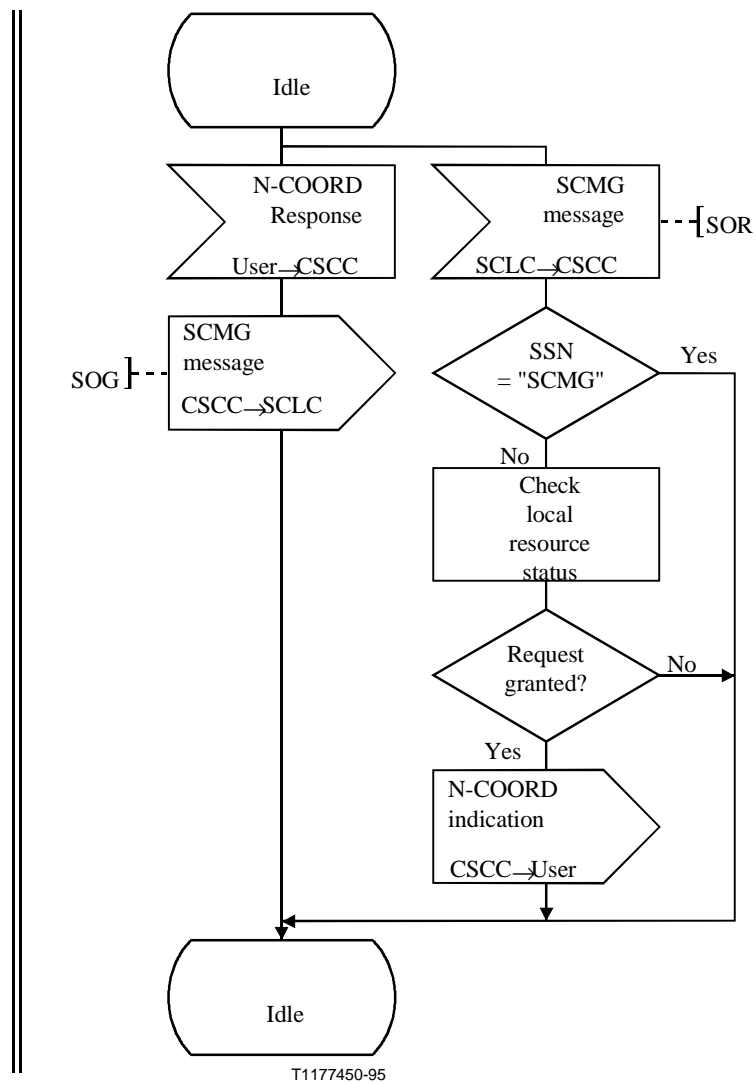 Idle
N-COORD
Response
User→CSCC
SCMG
message
SCLC→CSCC
SOR
SCMG
message
CSCC→SCLC
SOG
SSN
= "SCMG"
Yes
No
Check
local
resource
status
Request
granted?
No
Yes
N-COORD
indication
CSCC→User
Idle
T1177450-95